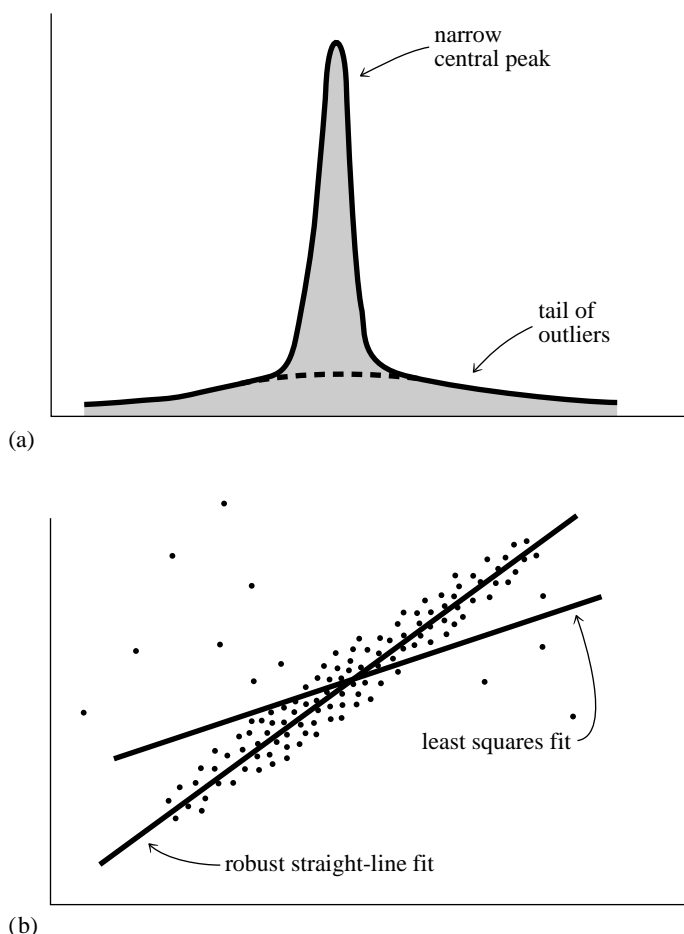 narrow
central peak
tail of
outliers
(a)
least squares fit
robust straight-line fit
(b)